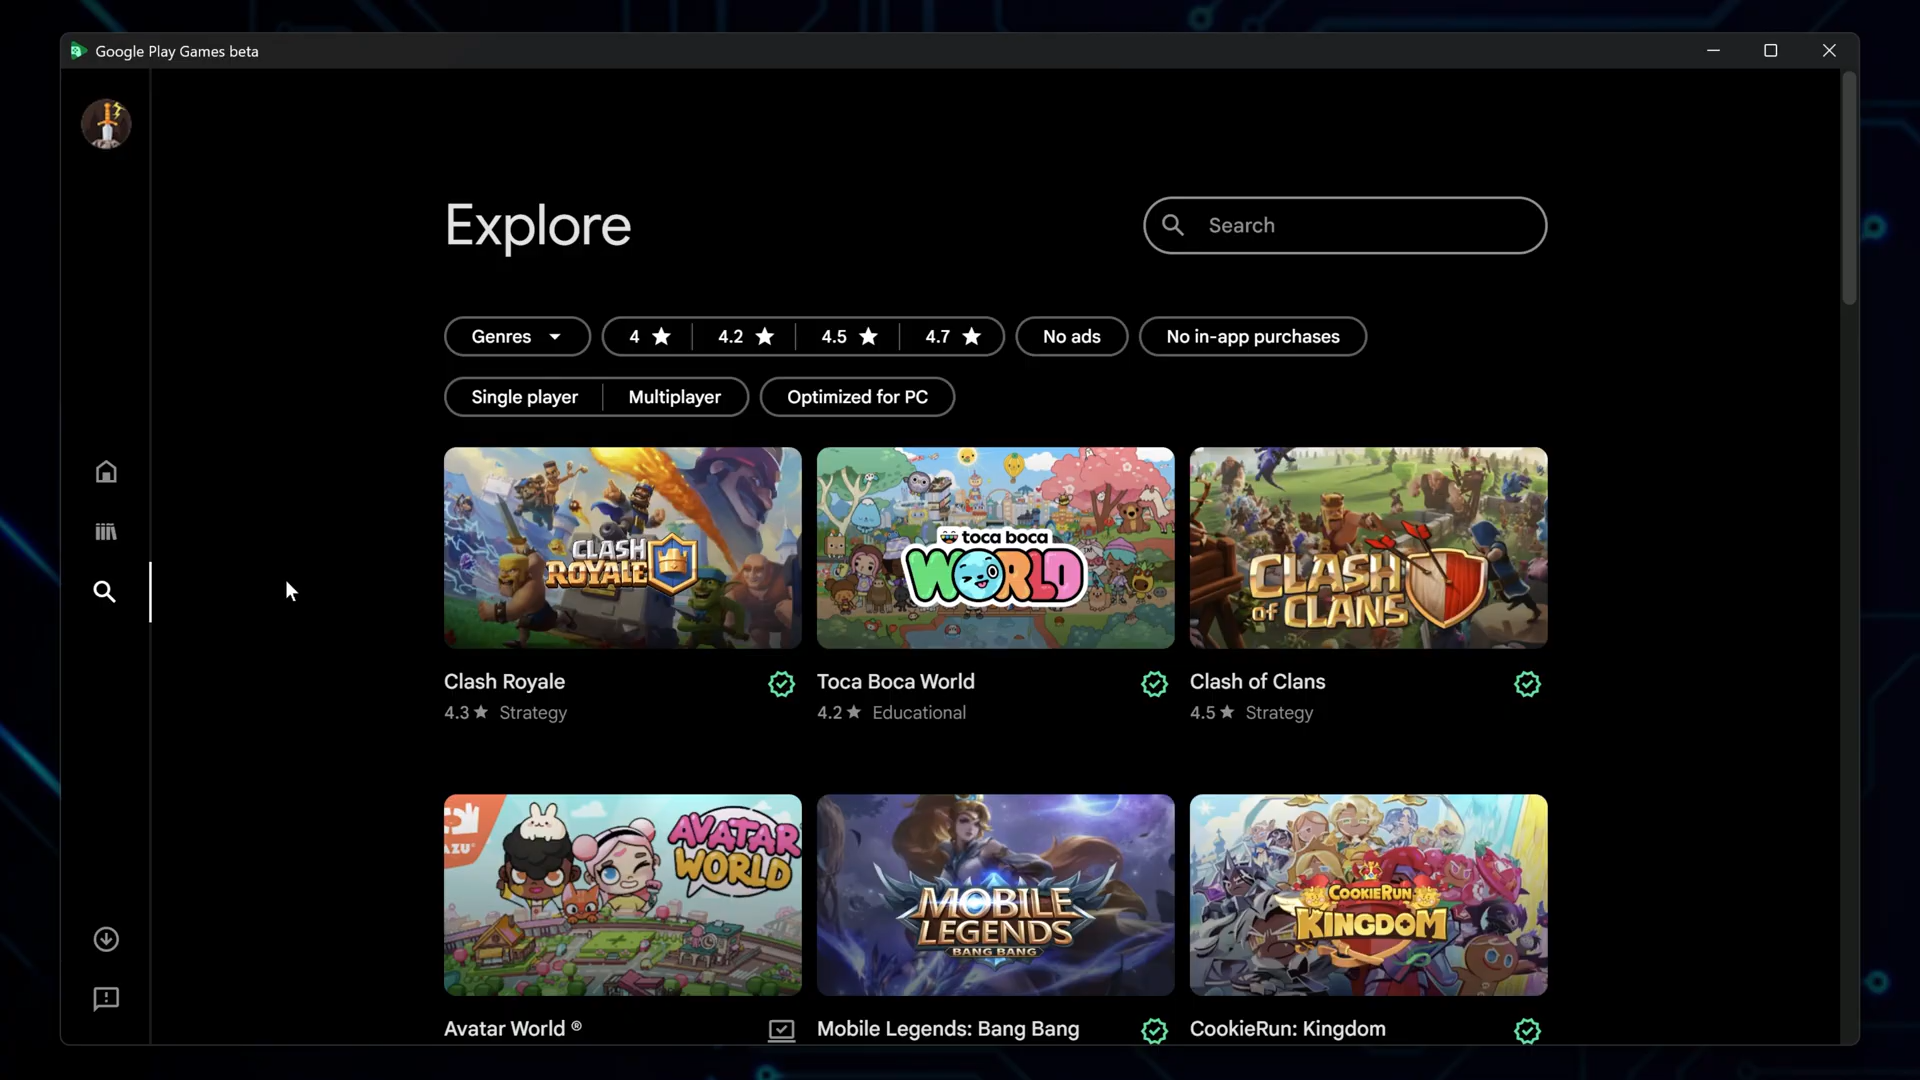 Google Play Games beta
Explore
Search
Genres
4 ★ 4.2 ★ 4.5 ★ 4.7 ★
No ads
No in-app purchases
Single player
Multiplayer
Optimized for PC
CLASH
ROYALE
toca boca
WORLD
CLASH
OF CLANS
Clash Royale
4.3 ★ Strategy
Toca Boca World
4.2 ★ Educational
Clash of Clans
4.5 ★ Strategy
AZU®
AVATAR
WORLD
MOBILE
LEGENDS
BANG BANG
COOKIERUN
KINGDOM
Avatar World ®
Mobile Legends: Bang Bang
CookieRun: Kingdom